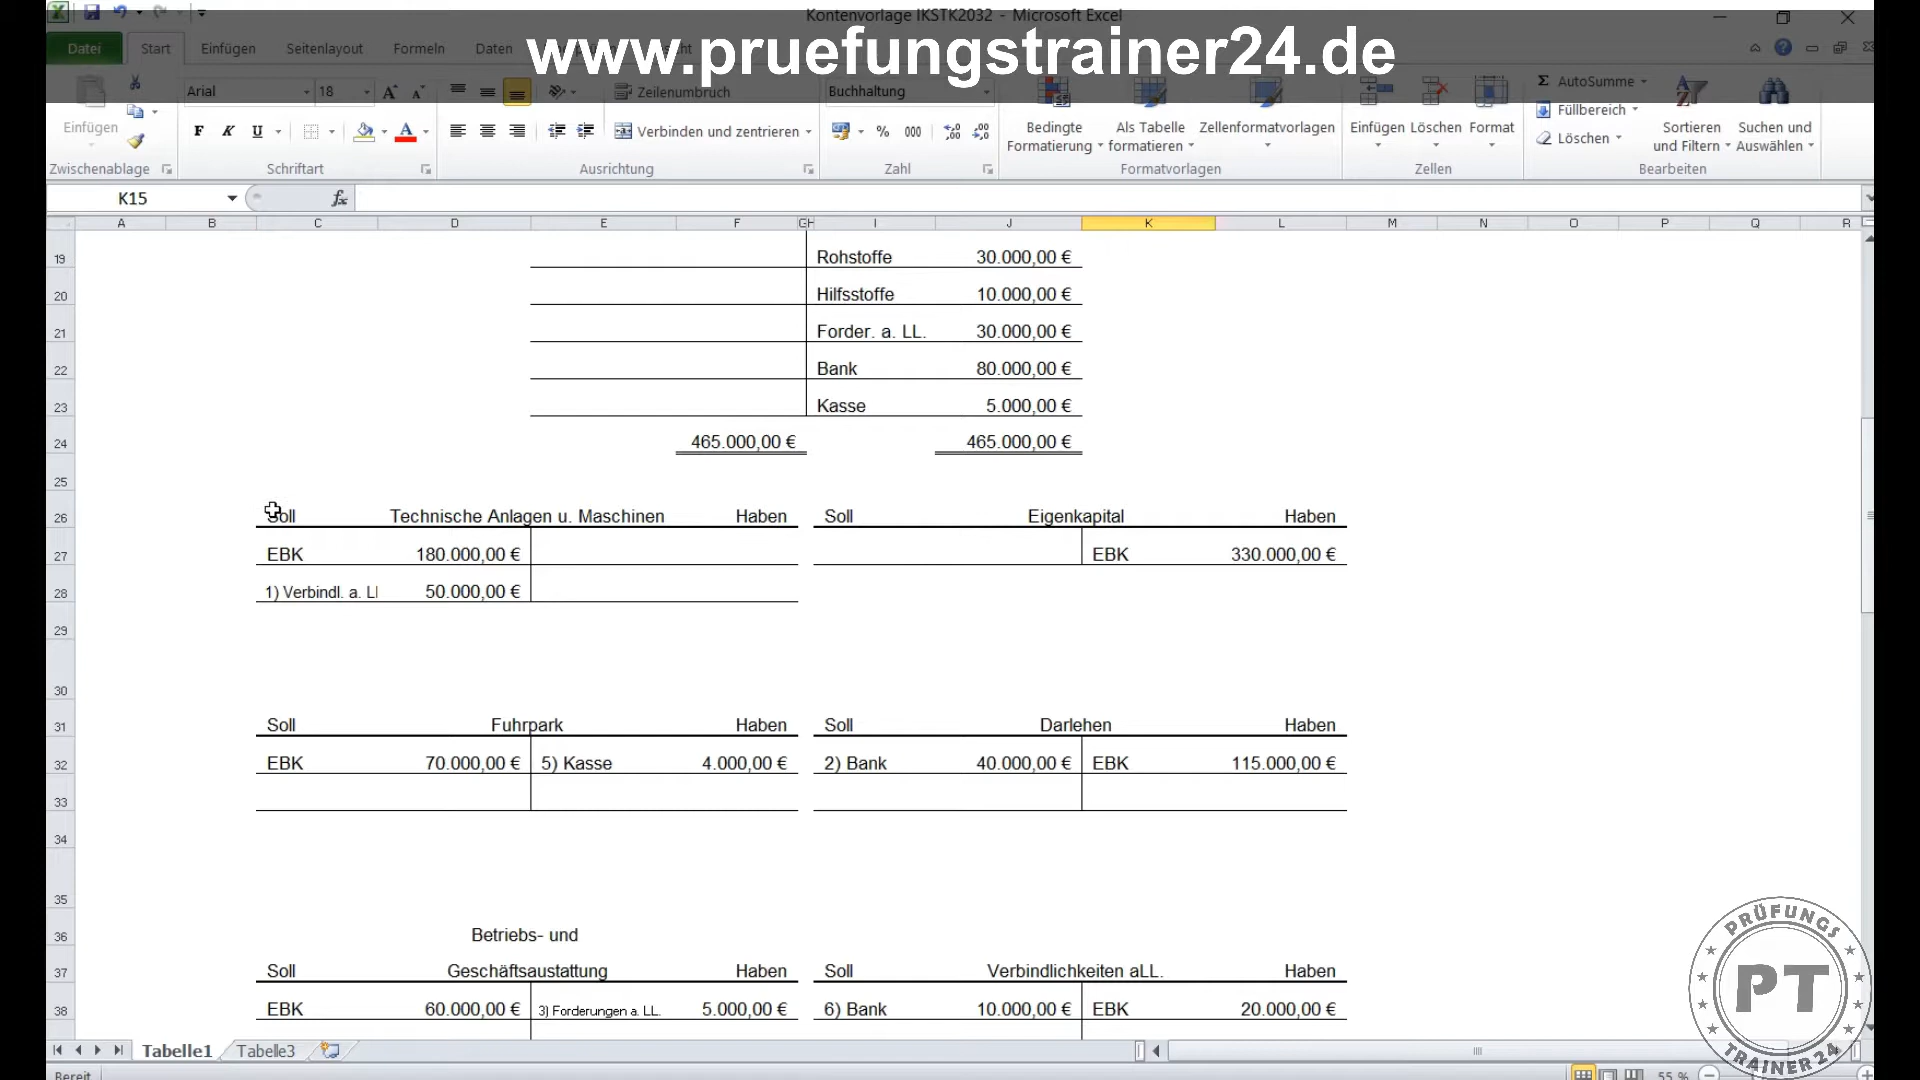 Kontenvorlage IKSTK2032 - Microsoft Excel
www.pruefungstrainer24.de
Datei Start Einfügen Seitenlayout Formeln Daten
Arial 18 Zeilenumbruch Buchhaltung AutoSumme
Einfügen F K U Verbinden und zentrieren % 000 Bedingte Formatierung Als Tabelle formatieren Zellenformatvorlagen Einfügen Löschen Format Füllbereich Löschen Sortieren und Filtern Suchen und Auswählen
Zwischenablage Schriftart Ausrichtung Zahl Formatvorlagen Zellen Bearbeiten
K15 fx
A B C D E F G H I J K L M N O P Q R
19 Rohstoffe 30.000,00 €
20 Hilfsstoffe 10.000,00 €
21 Forder. a. LL. 30.000,00 €
22 Bank 80.000,00 €
23 Kasse 5.000,00 €
24 465.000,00 € 465.000,00 €
25
26 Soll Technische Anlagen u. Maschinen Haben Soll Eigenkapital Haben
27 EBK 180.000,00 € EBK 330.000,00 €
28 1) Verbindl. a. Ll 50.000,00 €
29
30
31 Soll Fuhrpark Haben Soll Darlehen Haben
32 EBK 70.000,00 € 5) Kasse 4.000,00 € 2) Bank 40.000,00 € EBK 115.000,00 €
33
34
35
36 Betriebs- und
37 Soll Geschäftsaustattung Haben Soll Verbindlichkeiten aLL. Haben
38 EBK 60.000,00 € 3) Forderungen a. LL. 5.000,00 € 6) Bank 10.000,00 € EBK 20.000,00 €
Tabelle1 Tabelle3
Bereit 55 %
PRÜFUNGS
PT
TRAINER24